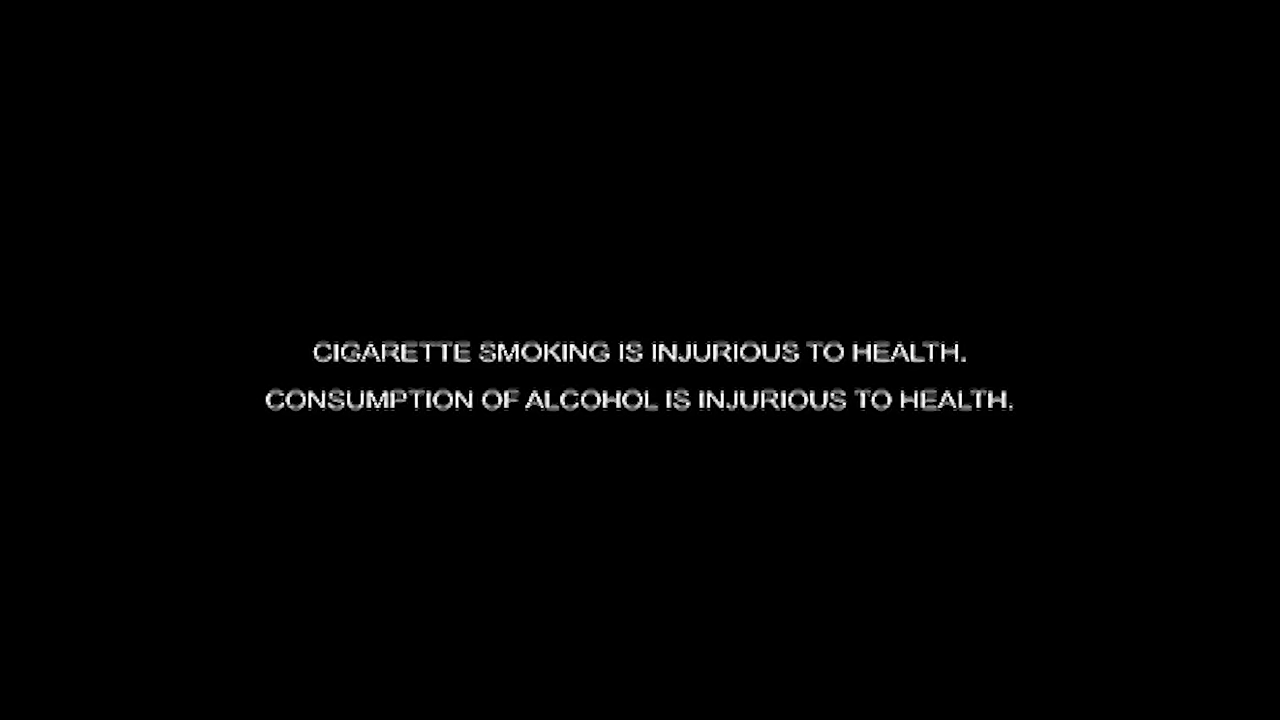 CIGARETTE SMOKING IS INJURIOUS TO HEALTH.
CONSUMPTION OF ALCOHOL IS INJURIOUS TO HEALTH.